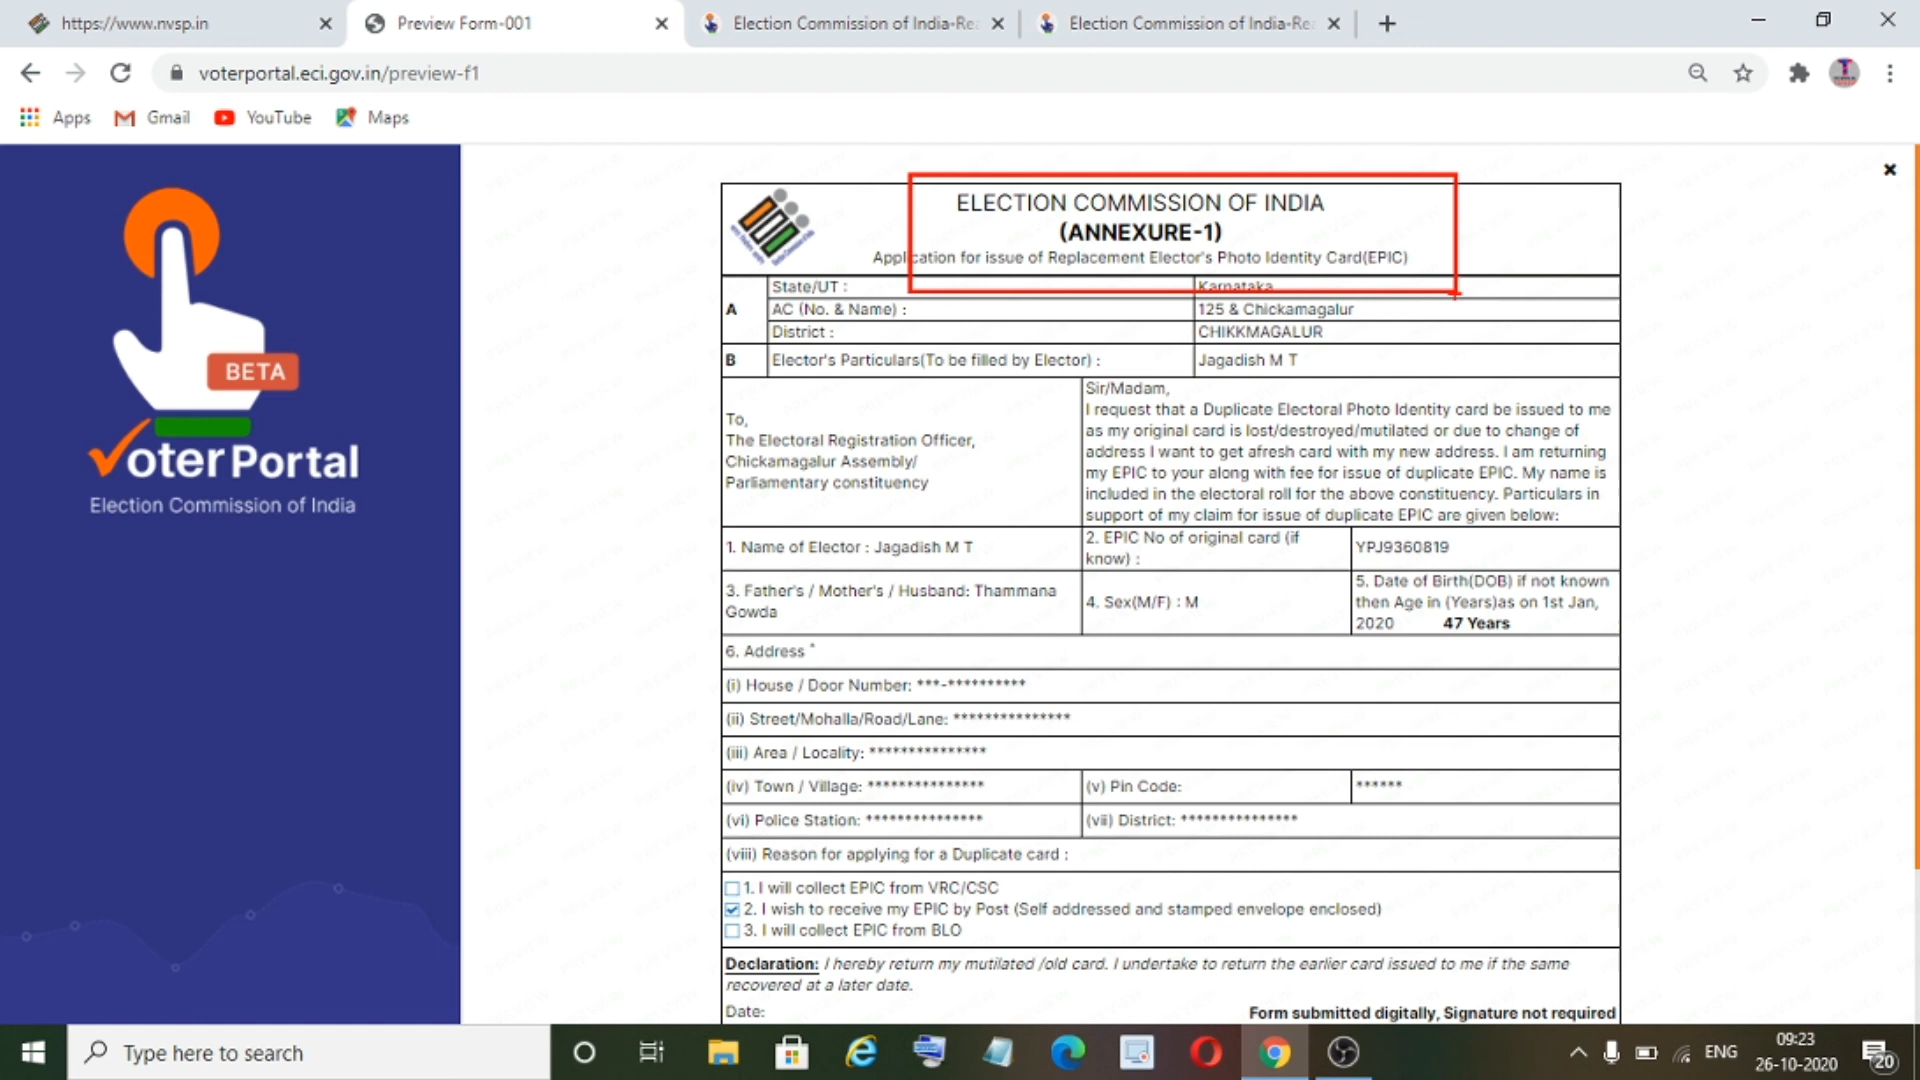 https://www.nvsp.in
Preview Form-001
Election Commission of India-Re
Election Commission of India-Re
voterportal.eci.gov.in/preview-f1
Apps
Gmail
YouTube
Maps
BETA
VoterPortal
Election Commission of India
ELECTION COMMISSION OF INDIA
(ANNEXURE-1)
Application for issue of Replacement Elector's Photo Identity Card(EPIC)
A
State/UT :
Karnataka
AC (No. & Name) :
125 & Chickamagalur
District :
CHIKKMAGALUR
B
Elector's Particulars(To be filled by Elector) :
Jagadish M T
To,
The Electoral Registration Officer,
Chickamagalur Assembly/
Parliamentary constituency
Sir/Madam,
I request that a Duplicate Electoral Photo Identity card be issued to me
as my original card is lost/destroyed/mutilated or due to change of
address I want to get afresh card with my new address. I am returning
my EPIC to your along with fee for issue of duplicate EPIC. My name is
included in the electoral roll for the above constituency. Particulars in
support of my claim for issue of duplicate EPIC are given below:
1. Name of Elector : Jagadish M T
2. EPIC No of original card (if
know) :
YPJ9360819
3. Father's / Mother's / Husband: Thammana
Gowda
4. Sex(M/F) : M
5. Date of Birth(DOB) if not known
then Age in (Years)as on 1st Jan,
2020 47 Years
6. Address *
(i) House / Door Number: ***-**********
(ii) Street/Mohalla/Road/Lane: ***************
(iii) Area / Locality: ***************
(iv) Town / Village: ***************
(v) Pin Code:
******
(vi) Police Station: ***************
(vii) District: ***************
(viii) Reason for applying for a Duplicate card :
1. I will collect EPIC from VRC/CSC
2. I wish to receive my EPIC by Post (Self addressed and stamped envelope enclosed)
3. I will collect EPIC from BLO
Declaration: I hereby return my mutilated /old card. I undertake to return the earlier card issued to me if the same
recovered at a later date.
Date:
Form submitted digitally, Signature not required
Type here to search
ENG
09:23
26-10-2020
20